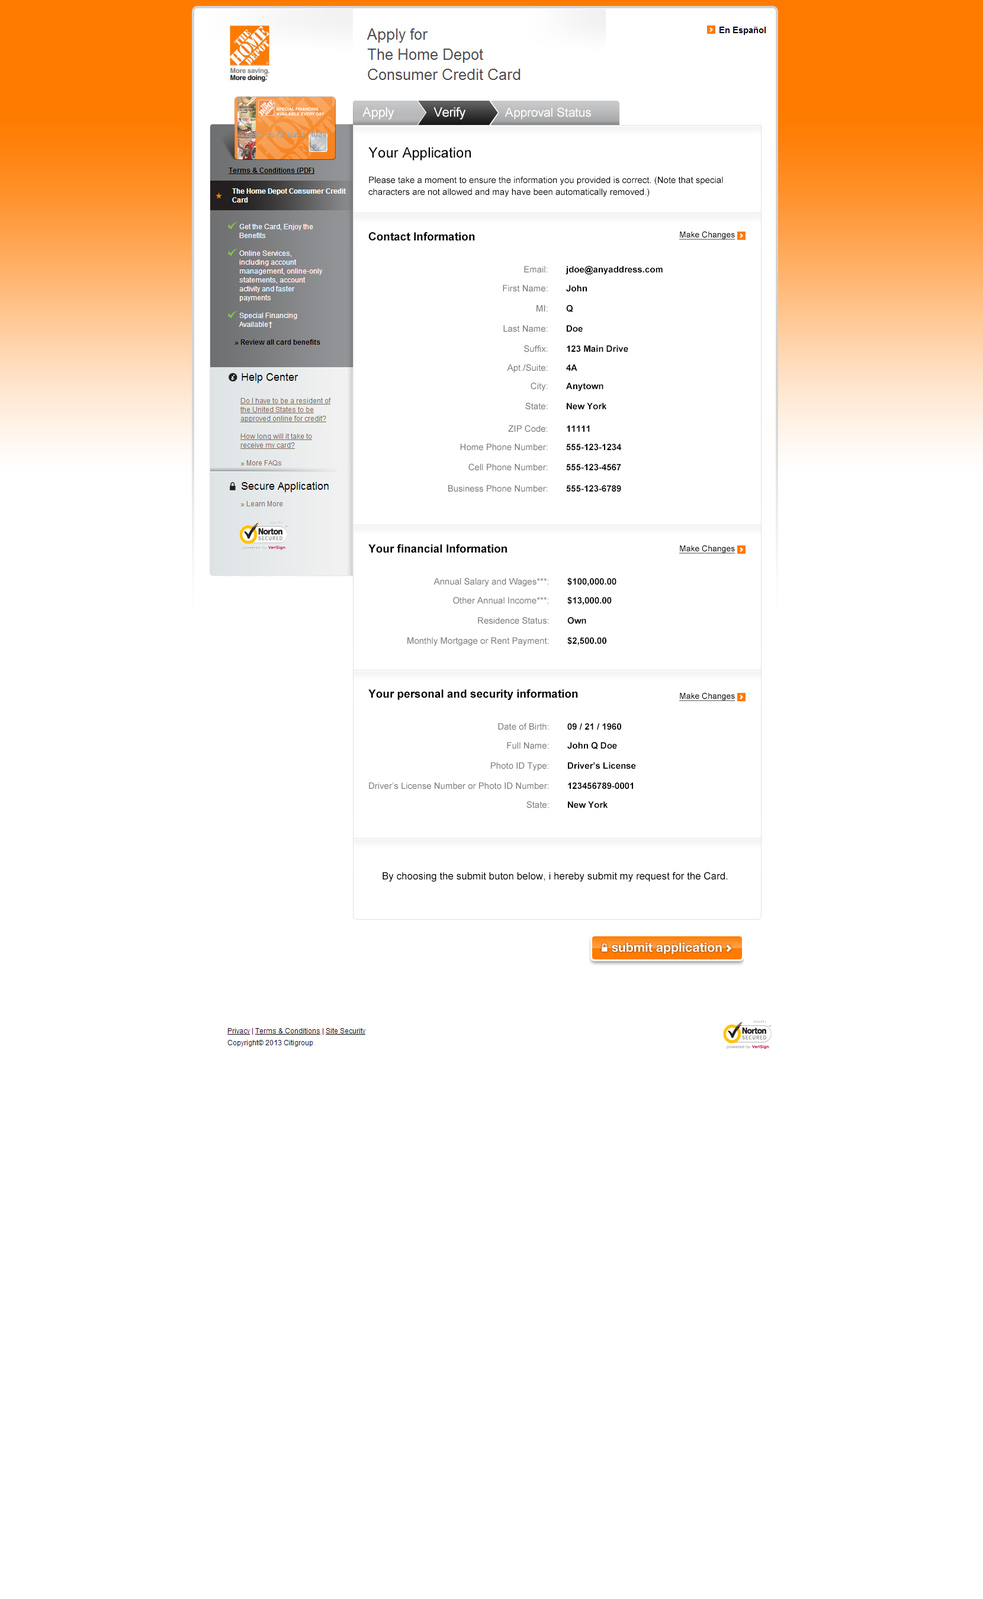 THE HOME DEPOT
More saving.
More doing.
Apply for
The Home Depot
Consumer Credit Card
En Español
SPECIAL FINANCING
AVAILABLE EVERY DAY
Apply
Verify
Approval Status
Terms & Conditions (PDF)
The Home Depot Consumer Credit
Card
Get the Card, Enjoy the
Benefits
Online Services,
including account
management, online-only
statements, account
activity and faster
payments
Special Financing
Available†
» Review all card benefits
Help Center
Do I have to be a resident of
the United States to be
approved online for credit?
How long will it take to
receive my card?
» More FAQs
Secure Application
» Learn More
Norton
SECURED
powered by VeriSign
Your Application
Please take a moment to ensure the information you provided is correct. (Note that special
characters are not allowed and may have been automatically removed.)
Contact Information
Make Changes
Email: jdoe@anyaddress.com
First Name: John
MI: Q
Last Name: Doe
Suffix: 123 Main Drive
Apt./Suite: 4A
City: Anytown
State: New York
ZIP Code: 11111
Home Phone Number: 555-123-1234
Cell Phone Number: 555-123-4567
Business Phone Number: 555-123-6789
Your financial Information
Make Changes
Annual Salary and Wages***: $100,000.00
Other Annual Income***: $13,000.00
Residence Status: Own
Monthly Mortgage or Rent Payment: $2,500.00
Your personal and security information
Make Changes
Date of Birth: 09 / 21 / 1960
Full Name: John Q Doe
Photo ID Type: Driver's License
Driver's License Number or Photo ID Number: 123456789-0001
State: New York
By choosing the submit buton below, i hereby submit my request for the Card.
submit application
Privacy | Terms & Conditions | Site Security
Copyright© 2013 Citigroup
Norton
SECURED
powered by VeriSign